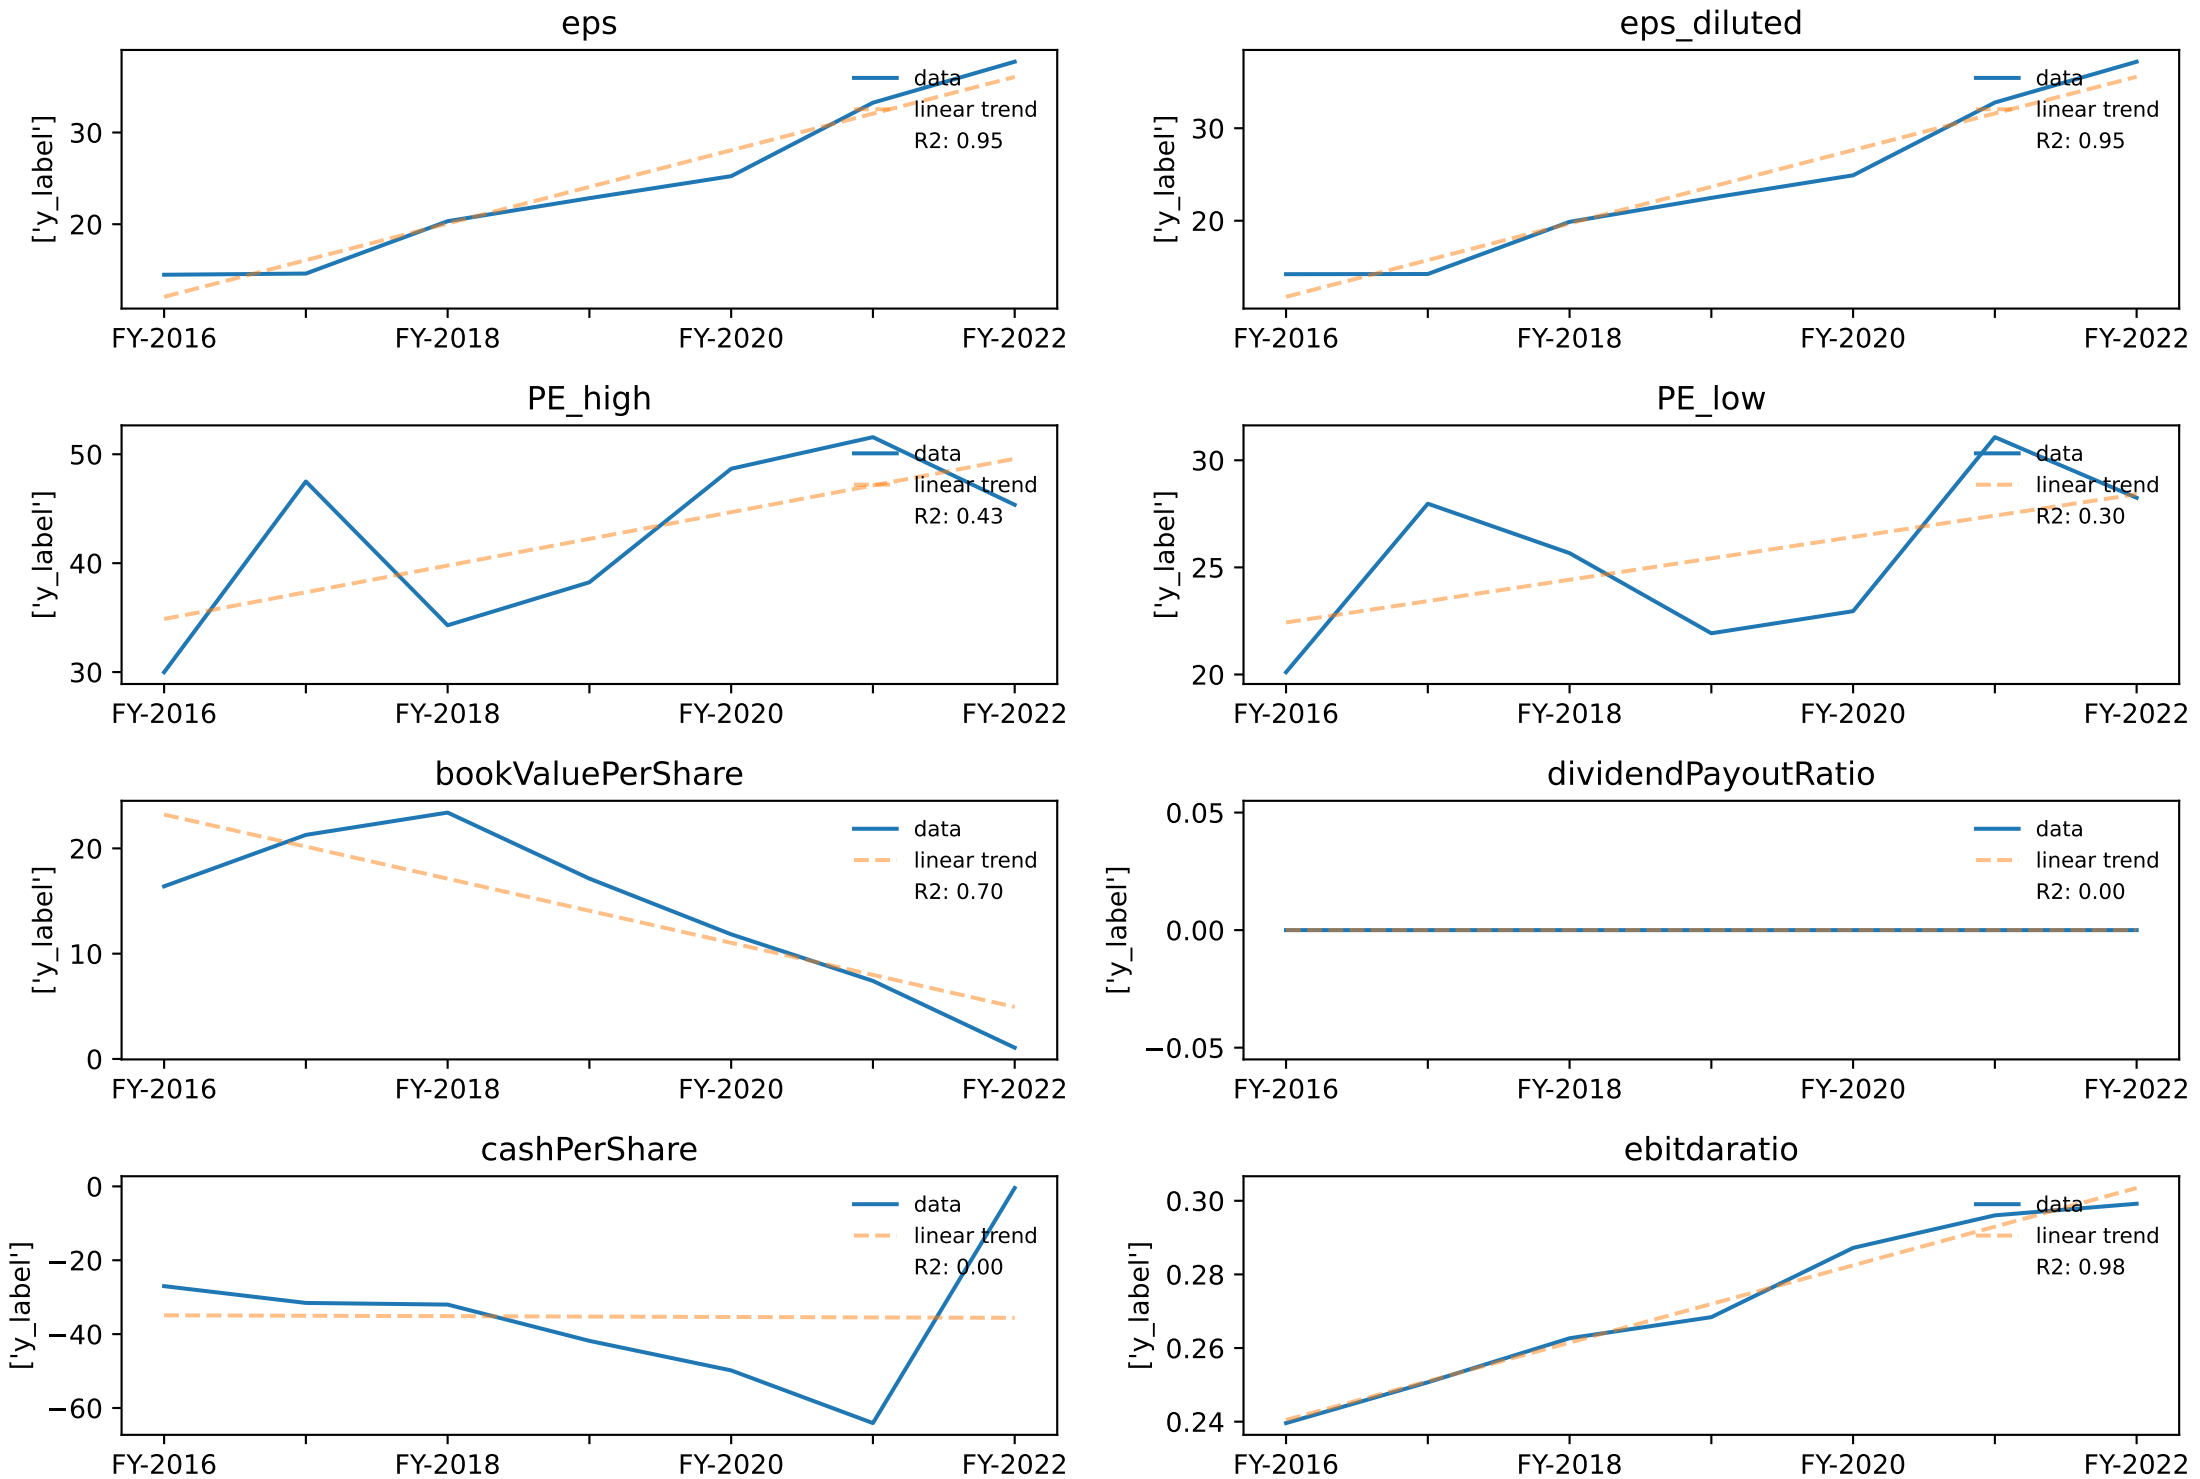 eps
['y_label']
30
20
data
linear trend
R2: 0.95
FY-2016 FY-2018 FY-2020 FY-2022
eps_diluted
['y_label']
30
20
data
linear trend
R2: 0.95
FY-2016 FY-2018 FY-2020 FY-2022
PE_high
['y_label']
50
40
30
data
linear trend
R2: 0.43
FY-2016 FY-2018 FY-2020 FY-2022
PE_low
['y_label']
30
25
20
data
linear trend
R2: 0.30
FY-2016 FY-2018 FY-2020 FY-2022
bookValuePerShare
['y_label']
20
10
0
data
linear trend
R2: 0.70
FY-2016 FY-2018 FY-2020 FY-2022
dividendPayoutRatio
['y_label']
0.05
0.00
−0.05
data
linear trend
R2: 0.00
FY-2016 FY-2018 FY-2020 FY-2022
cashPerShare
['y_label']
0
−20
−40
−60
data
linear trend
R2: 0.00
FY-2016 FY-2018 FY-2020 FY-2022
ebitdaratio
['y_label']
0.30
0.28
0.26
0.24
data
linear trend
R2: 0.98
FY-2016 FY-2018 FY-2020 FY-2022